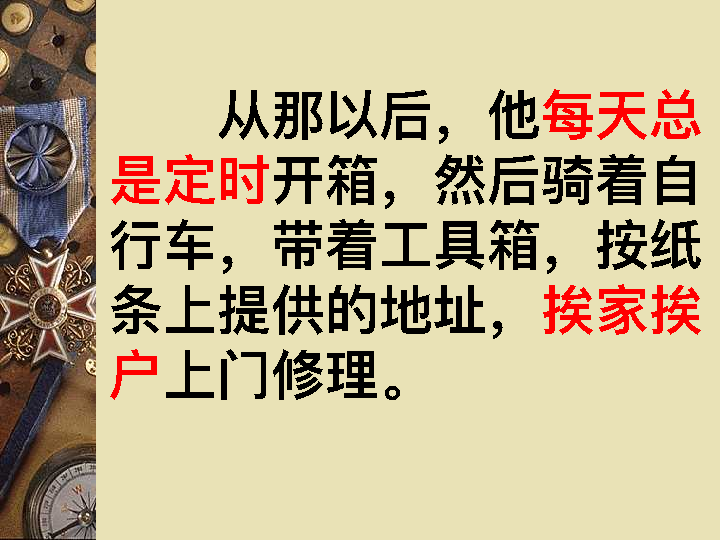 从那以后，他每天总
是定时开箱，然后骑着自
行车，带着工具箱，按纸
条上提供的地址，挨家挨
户上门修理。
W